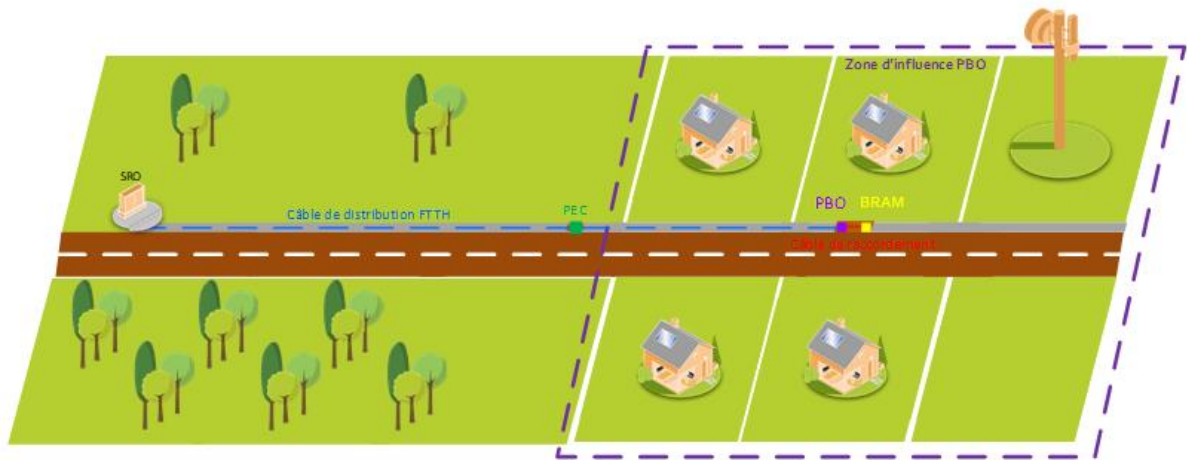 Zone d'influence PBO
SRO
Câble de distribution FTTH
PEC
PBO
BRAM
Câble de raccordement